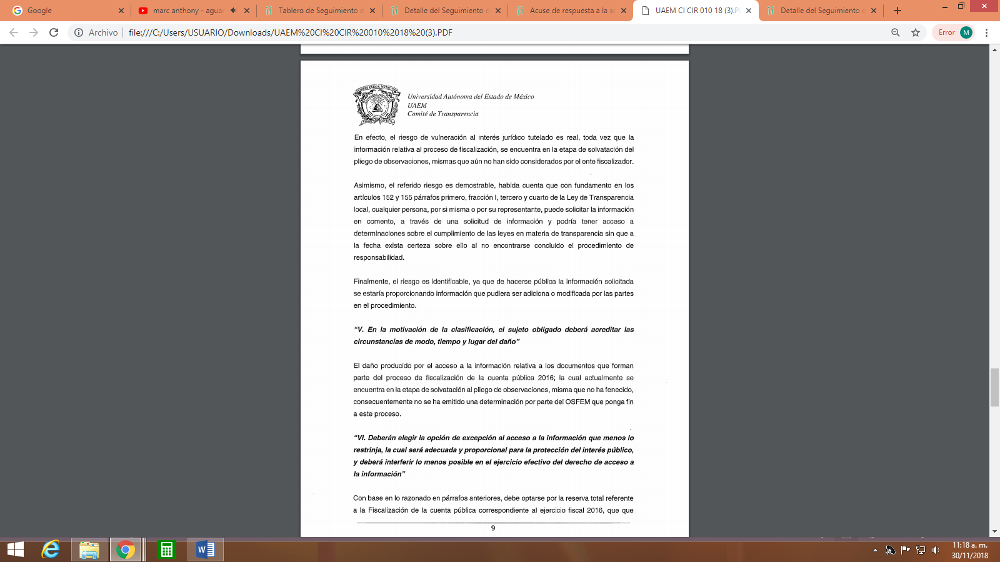 Google
marc anthony - aguar
Tablero de Seguimiento d
Detalle del Seguimiento d
Acuse de respuesta a la so
UAEM CI CIR 010 18 (3).P
Detalle del Seguimiento d
Archivo
file:///C:/Users/USUARIO/Downloads/UAEM%20CI%20CIR%20010%2018%20(3).PDF
Error
M
Universidad Autónoma del Estado de México
UAEM
Comité de Transparencia
En efecto, el riesgo de vulneración al interés jurídico tutelado es real, toda vez que la
información relativa al proceso de fiscalización, se encuentra en la etapa de solvatación del
pliego de observaciones, mismas que aún no han sido considerados por el ente fiscalizador.
Asimismo, el referido riesgo es demostrable, habida cuenta que con fundamento en los
artículos 152 y 155 párrafos primero, fracción I, tercero y cuarto de la Ley de Transparencia
local, cualquier persona, por si misma o por su representante, puede solicitar la información
en comento, a través de una solicitud de información y podría tener acceso a
determinaciones sobre el cumplimiento de las leyes en materia de transparencia sin que a
la fecha exista certeza sobre ello al no encontrarse concluido el procedimiento de
responsabilidad.
Finalmente, el riesgo es identificable, ya que de hacerse pública la información solicitada
se estaría proporcionando información que pudiera ser adiciona o modificada por las partes
en el procedimiento.
“V. En la motivación de la clasificación, el sujeto obligado deberá acreditar las
circunstancias de modo, tiempo y lugar del daño”
El daño producido por el acceso a la información relativa a los documentos que forman
parte del proceso de fiscalización de la cuenta pública 2016; la cual actualmente se
encuentra en la etapa de solvatación al pliego de observaciones, misma que no ha fenecido,
consecuentemente no se ha emitido una determinación por parte del OSFEM que ponga fin
a este proceso.
“VI. Deberán elegir la opción de excepción al acceso a la información que menos lo
restrinja, la cual será adecuada y proporcional para la protección del interés público,
y deberá interferir lo menos posible en el ejercicio efectivo del derecho de acceso a
la información”
Con base en lo razonado en párrafos anteriores, debe optarse por la reserva total referente
a la Fiscalización de la cuenta pública correspondiente al ejercicio fiscal 2016, que que
9
11:18 a. m.
30/11/2018